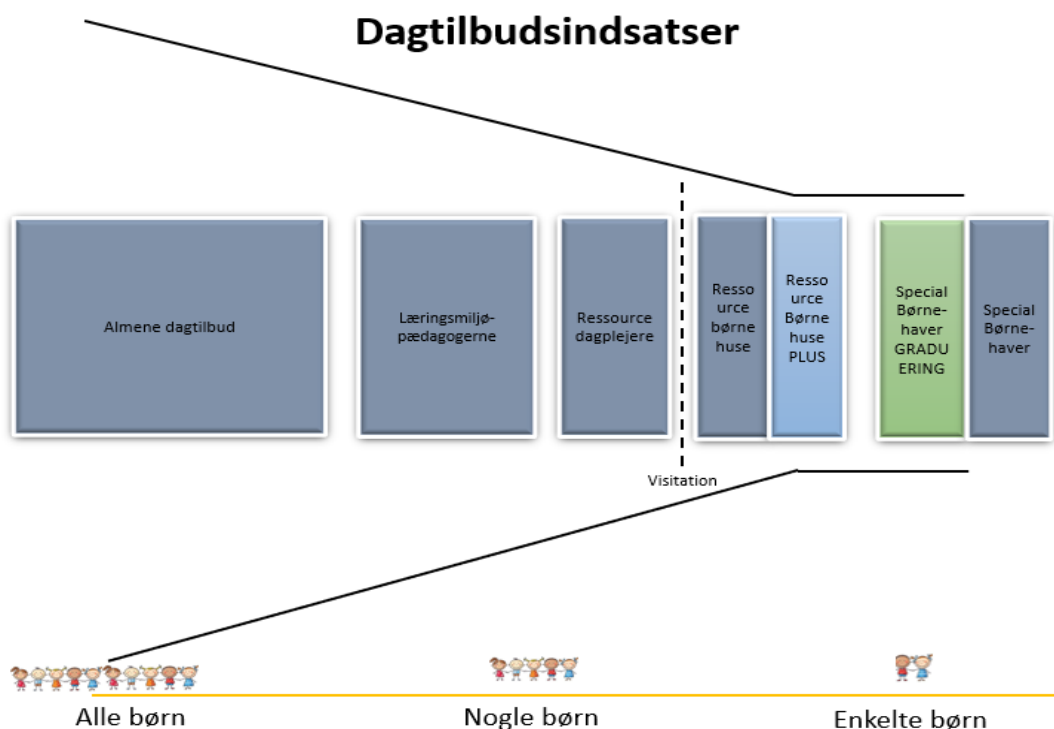 Dagtilbudsindsatser
Almene dagtilbud
Læringsmiljø-
pædagogerne
Ressource
dagplejere
Resso
urce
børne
huse
Resso
urce
Børne
huse
PLUS
Special
Børne-
haver
GRADU
ERING
Special
Børne-
haver
Visitation
Alle børn
Nogle børn
Enkelte børn